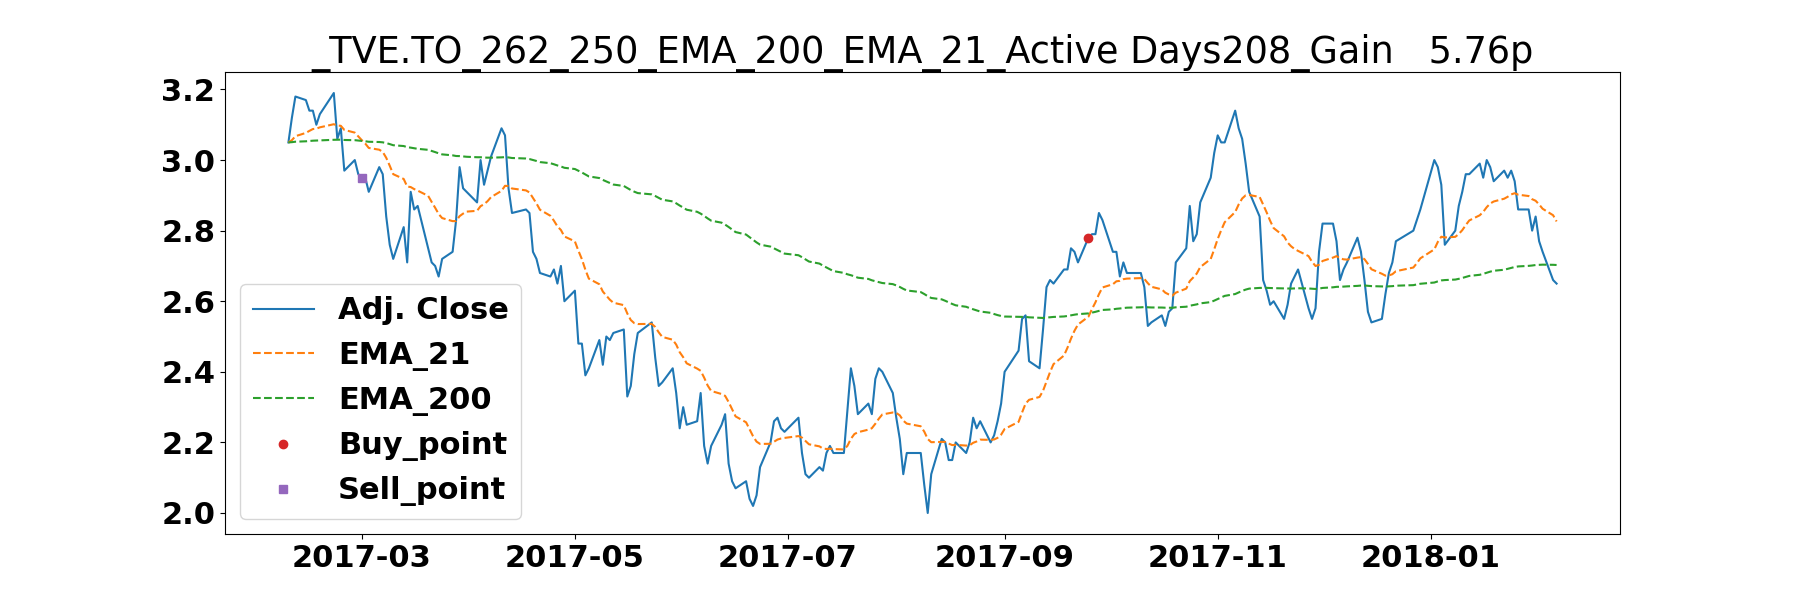 _TVE.TO_262_250_EMA_200_EMA_21_Active Days208_Gain   5.76p
3.2
3.0
2.8
2.6
2.4
2.2
2.0
Adj. Close
EMA_21
EMA_200
Buy_point
Sell_point
2017-03 2017-05 2017-07 2017-09 2017-11 2018-01